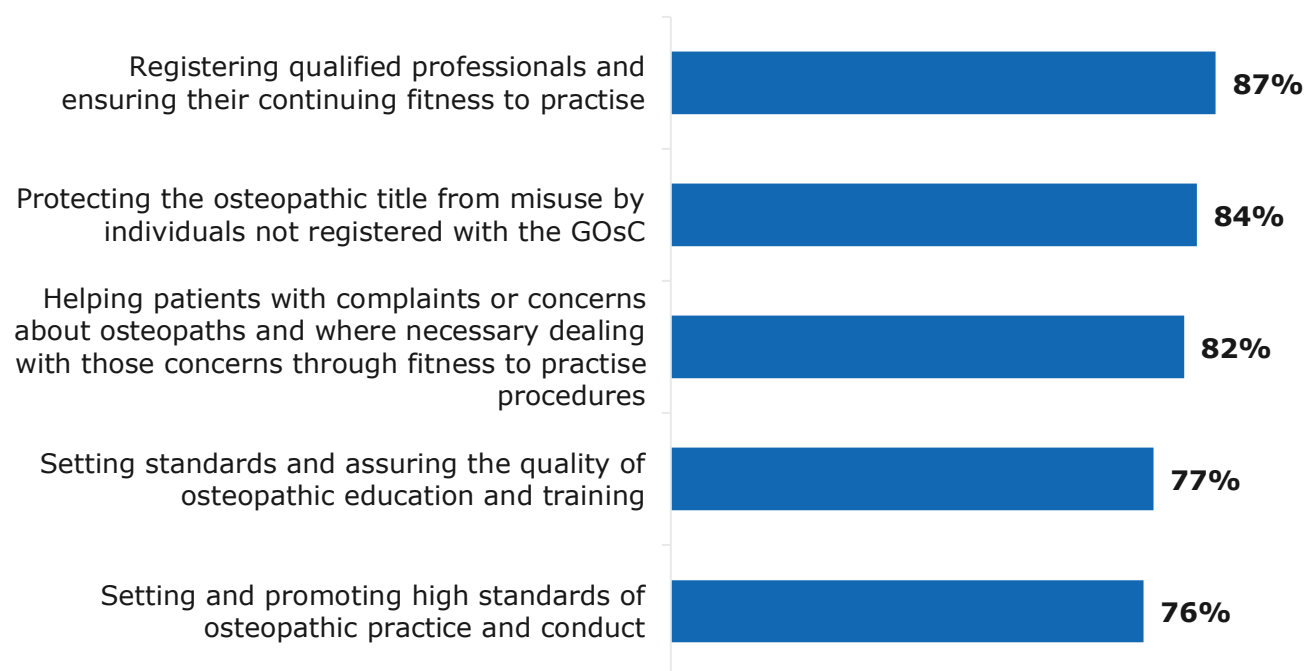 Registering qualified professionals and
ensuring their continuing fitness to practise
87%
Protecting the osteopathic title from misuse by
individuals not registered with the GOsC
84%
Helping patients with complaints or concerns
about osteopaths and where necessary dealing
with those concerns through fitness to practise
procedures
82%
Setting standards and assuring the quality of
osteopathic education and training
77%
Setting and promoting high standards of
osteopathic practice and conduct
76%